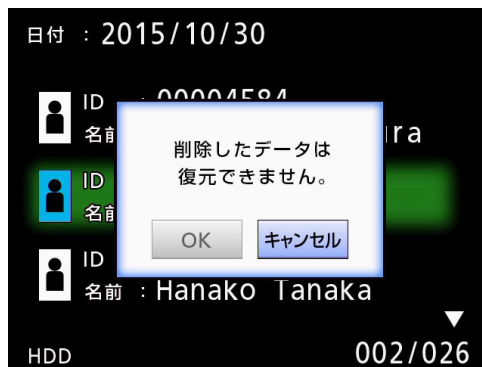 日付 : 2015/10/30
ID
名前
削除したデータは
復元できません。
ID
名前
OK
キャンセル
ID
名前 : Hanako Tanaka
HDD
002/026